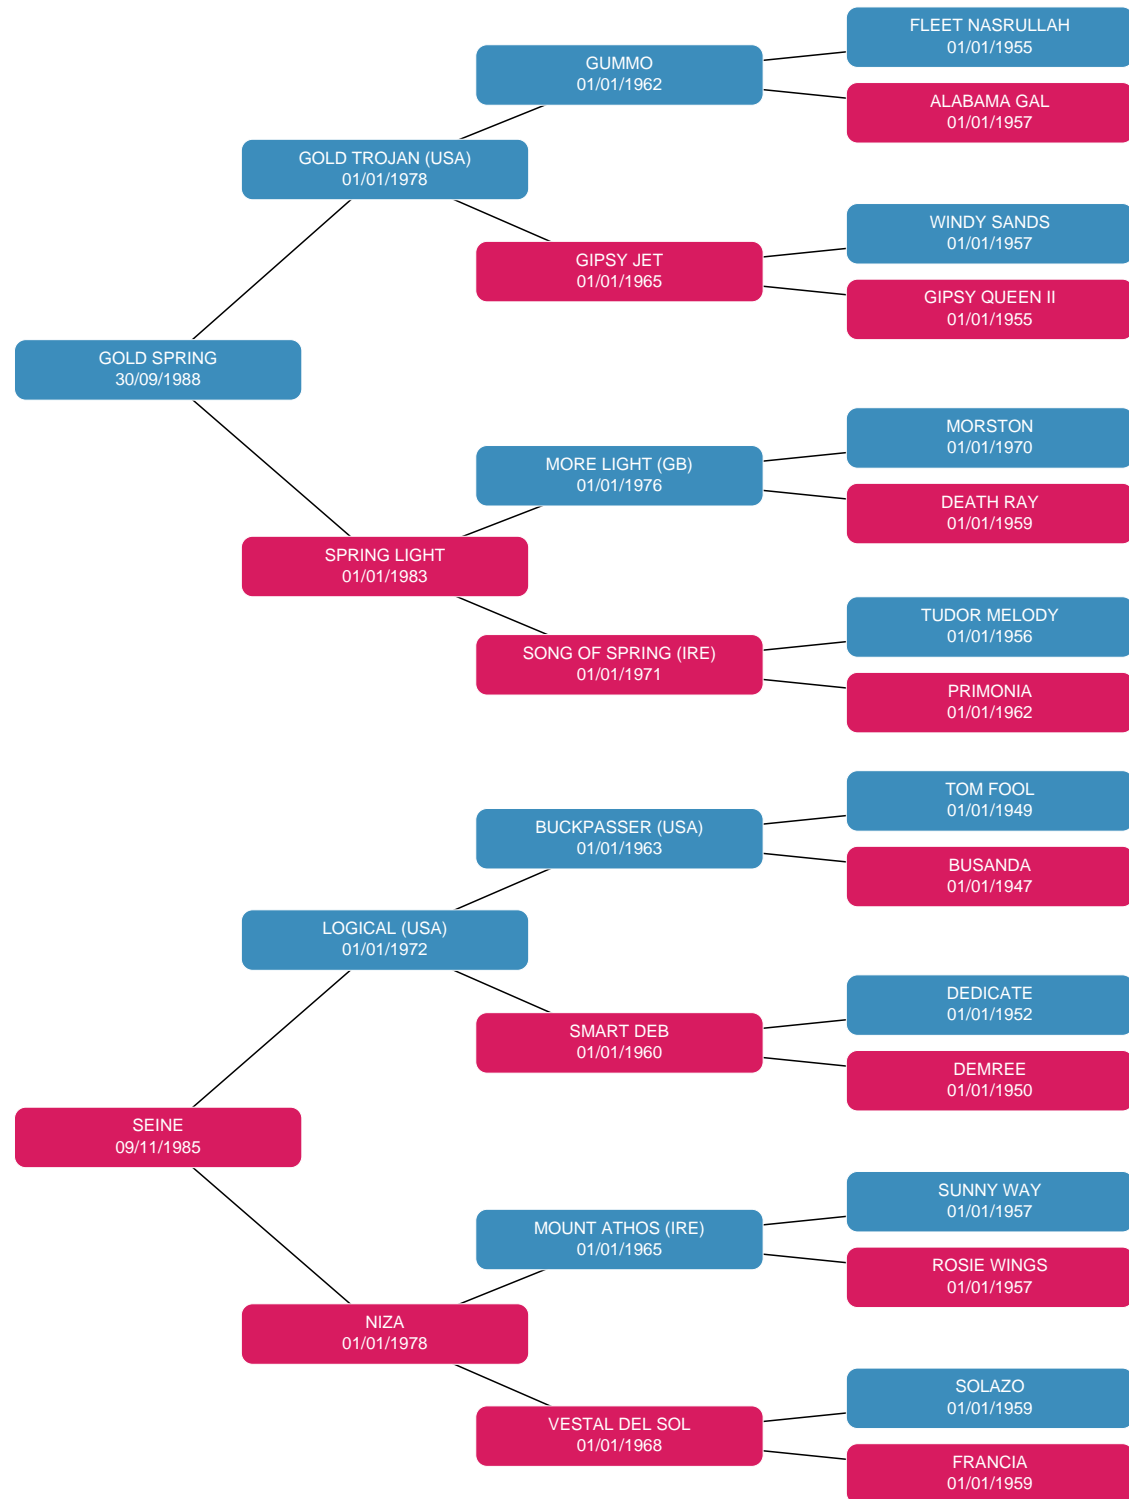 FLEET NASRULLAH
01/01/1955
GUMMO
01/01/1962
ALABAMA GAL
01/01/1957
GOLD TROJAN (USA)
01/01/1978
WINDY SANDS
01/01/1957
GIPSY JET
01/01/1965
GIPSY QUEEN II
01/01/1955
GOLD SPRING
30/09/1988
MORSTON
01/01/1970
MORE LIGHT (GB)
01/01/1976
DEATH RAY
01/01/1959
SPRING LIGHT
01/01/1983
TUDOR MELODY
01/01/1956
SONG OF SPRING (IRE)
01/01/1971
PRIMONIA
01/01/1962
TOM FOOL
01/01/1949
BUCKPASSER (USA)
01/01/1963
BUSANDA
01/01/1947
LOGICAL (USA)
01/01/1972
DEDICATE
01/01/1952
SMART DEB
01/01/1960
DEMREE
01/01/1950
SEINE
09/11/1985
SUNNY WAY
01/01/1957
MOUNT ATHOS (IRE)
01/01/1965
ROSIE WINGS
01/01/1957
NIZA
01/01/1978
SOLAZO
01/01/1959
VESTAL DEL SOL
01/01/1968
FRANCIA
01/01/1959